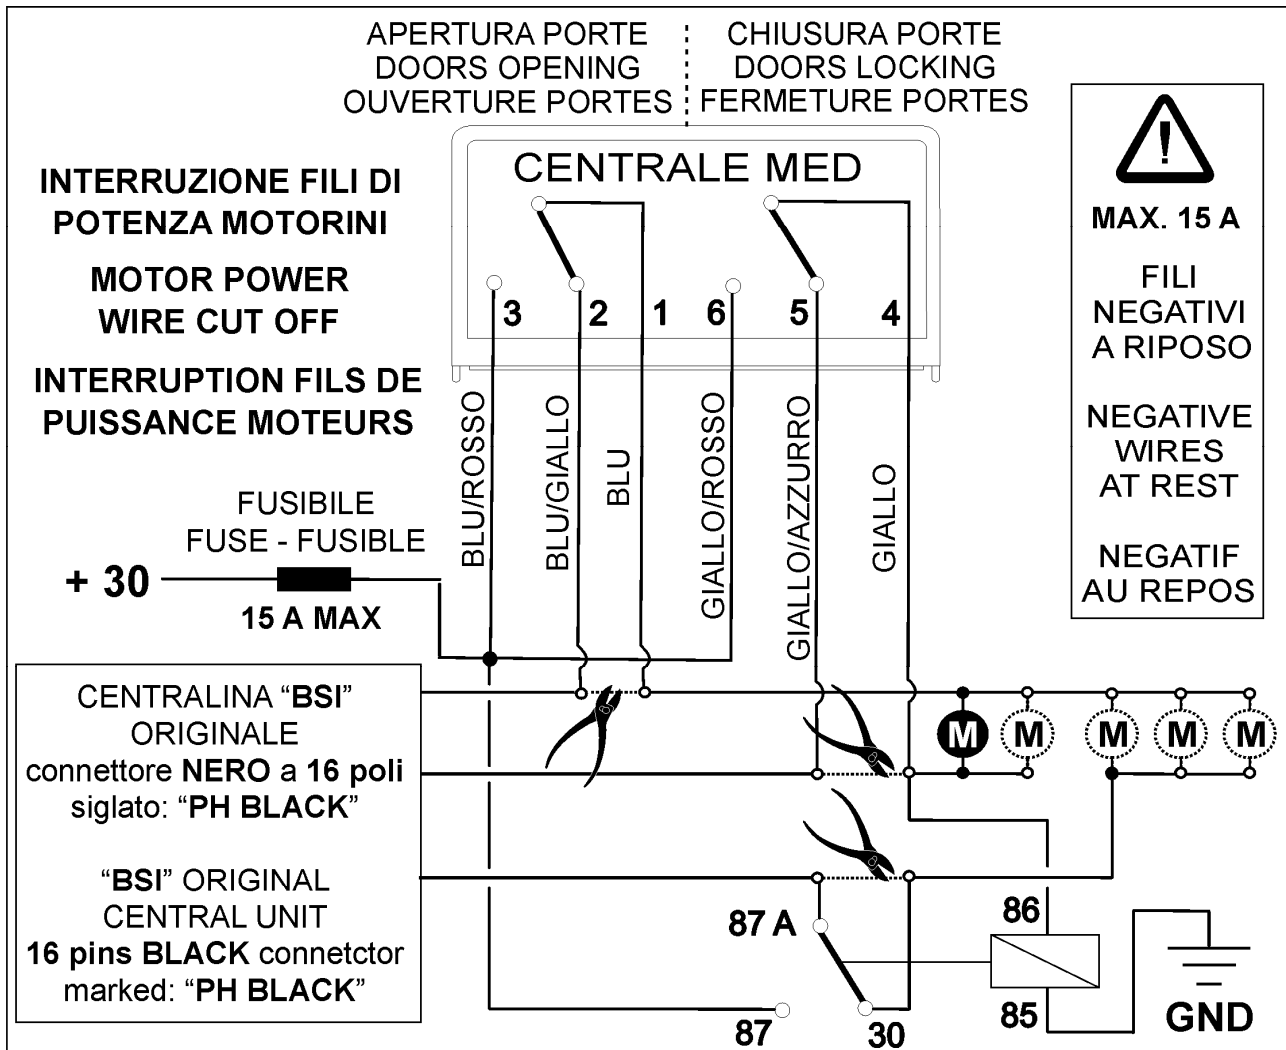 APERTURA PORTE
DOORS OPENING
OUVERTURE PORTES
CHIUSURA PORTE
DOORS LOCKING
FERMETURE PORTES
CENTRALE MED
INTERRUZIONE FILI DI
POTENZA MOTORINI
MOTOR POWER
WIRE CUT OFF
INTERRUPTION FILS DE
PUISSANCE MOTEURS
!
MAX. 15 A
FILI
NEGATIVI
A RIPOSO
NEGATIVE
WIRES
AT REST
NEGATIF
AU REPOS
3 2 1 6 5 4
BLU/ROSSO
BLU/GIALLO
BLU
GIALLO/ROSSO
GIALLO/AZZURRO
GIALLO
FUSIBILE
FUSE - FUSIBLE
+ 30
15 A MAX
CENTRALINA “BSI”
ORIGINALE
connettore NERO a 16 poli
siglato: “PH BLACK”
“BSI” ORIGINAL
CENTRAL UNIT
16 pins BLACK connetctor
marked: “PH BLACK”
M M M M M
87 A
86
87
30
85
GND